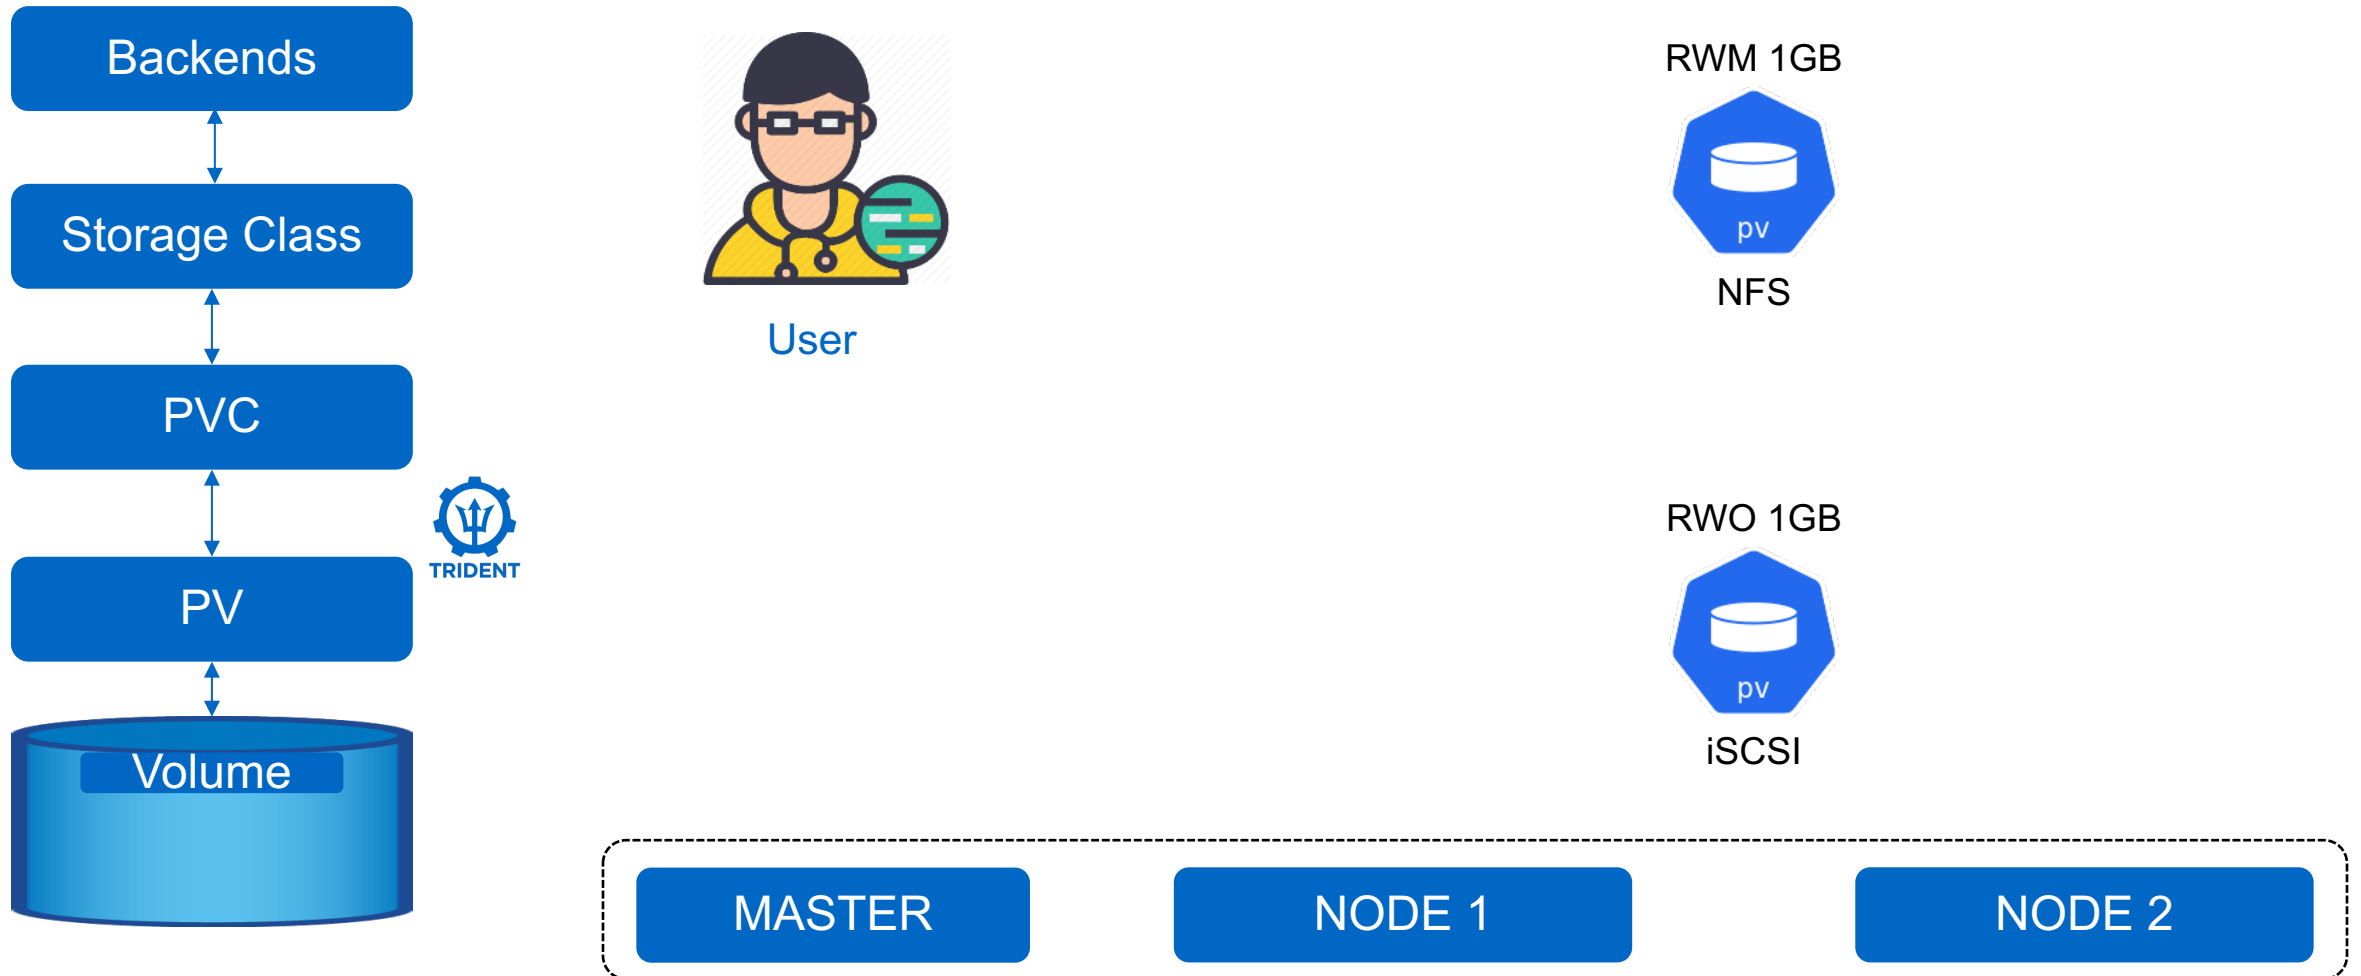 Backends
Storage Class
PVC
PV
TRIDENT
Volume
User
RWM 1GB
pv
NFS
RWO 1GB
pv
iSCSI
MASTER
NODE 1
NODE 2